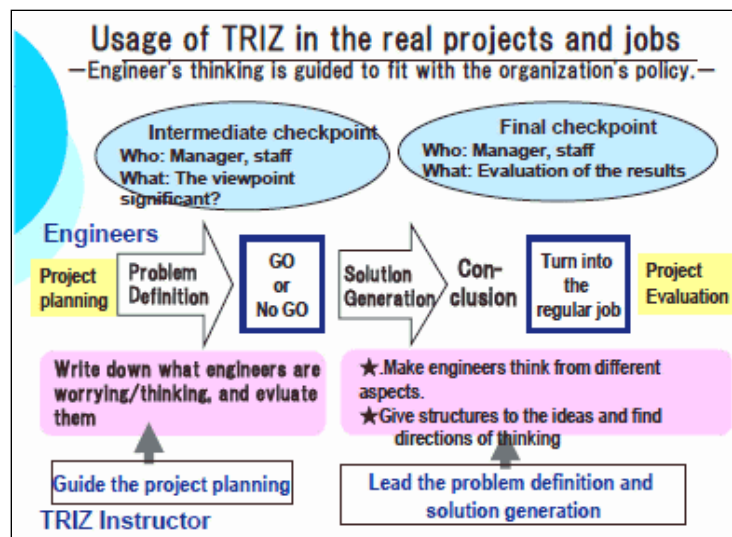 Usage of TRIZ in the real projects and jobs
—Engineer's thinking is guided to fit with the organization's policy.—
Intermediate checkpoint
Who: Manager, staff
What: The viewpoint
significant?
Final checkpoint
Who: Manager, staff
What: Evaluation of the results
Engineers
Project
planning
Problem
Definition
GO
or
No GO
Solution
Generation
Con-
clusion
Turn into
the
regular job
Project
Evaluation
Write down what engineers are
worrying/thinking, and evluate
them
★.Make engineers think from different
aspects.
★Give structures to the ideas and find
directions of thinking
Guide the project planning
Lead the problem definition and
solution generation
TRIZ Instructor